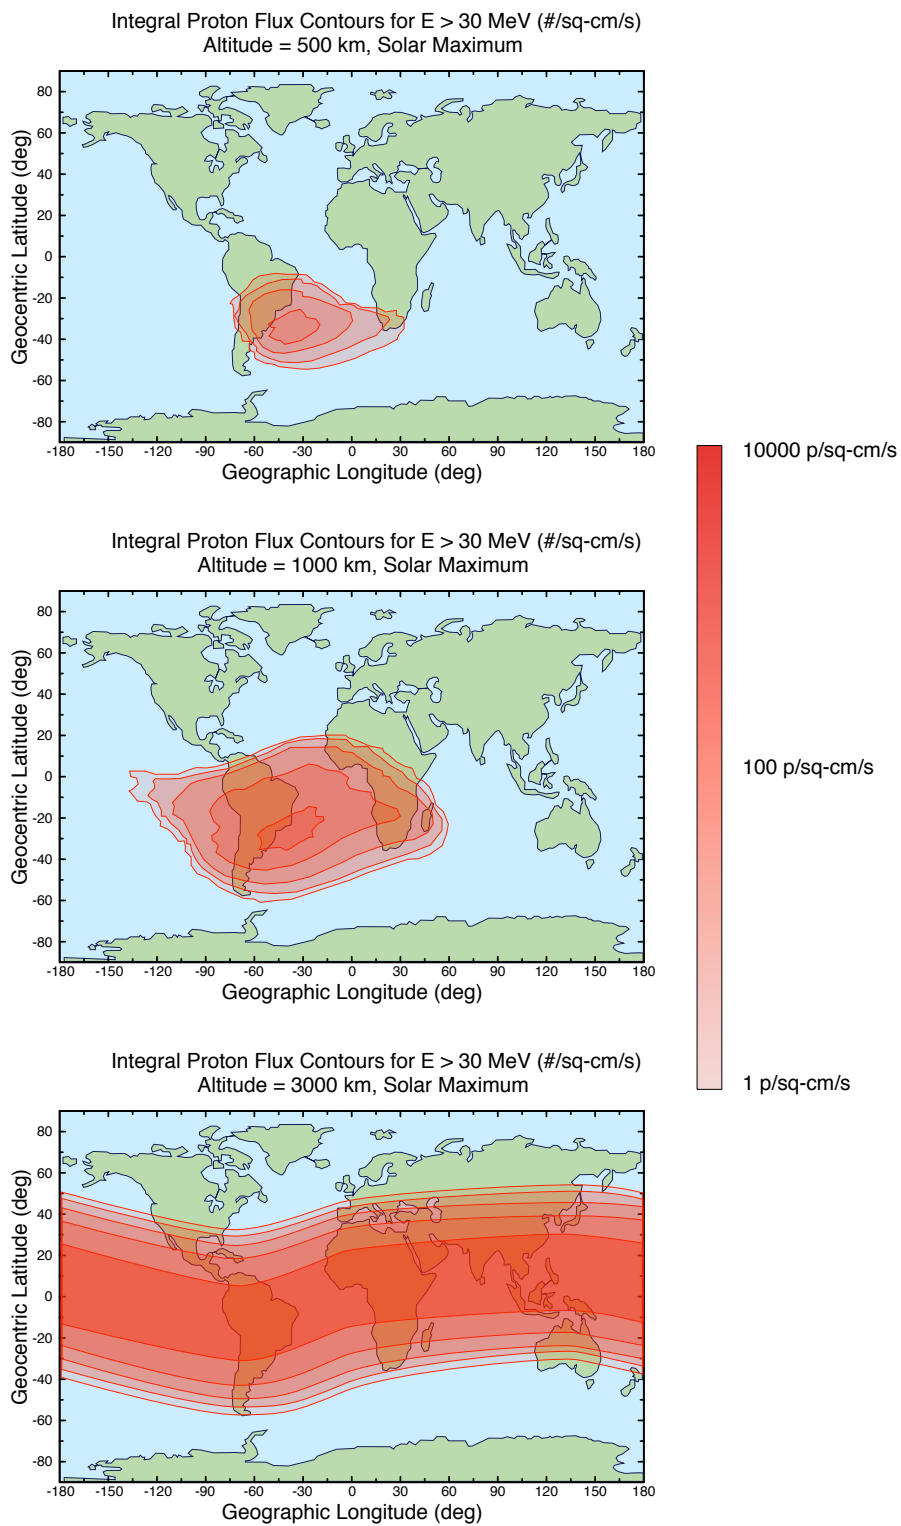 Integral Proton Flux Contours for E > 30 MeV (#/sq-cm/s)
Altitude = 500 km, Solar Maximum
Geocentric Latitude (deg)
80
60
40
20
0
-20
-40
-60
-80
-180 -150 -120 -90 -60 -30 0 30 60 90 120 150 180
Geographic Longitude (deg)
Integral Proton Flux Contours for E > 30 MeV (#/sq-cm/s)
Altitude = 1000 km, Solar Maximum
Geocentric Latitude (deg)
80
60
40
20
0
-20
-40
-60
-80
-180 -150 -120 -90 -60 -30 0 30 60 90 120 150 180
Geographic Longitude (deg)
Integral Proton Flux Contours for E > 30 MeV (#/sq-cm/s)
Altitude = 3000 km, Solar Maximum
Geocentric Latitude (deg)
80
60
40
20
0
-20
-40
-60
-80
-180 -150 -120 -90 -60 -30 0 30 60 90 120 150 180
Geographic Longitude (deg)
10000 p/sq-cm/s
100 p/sq-cm/s
1 p/sq-cm/s